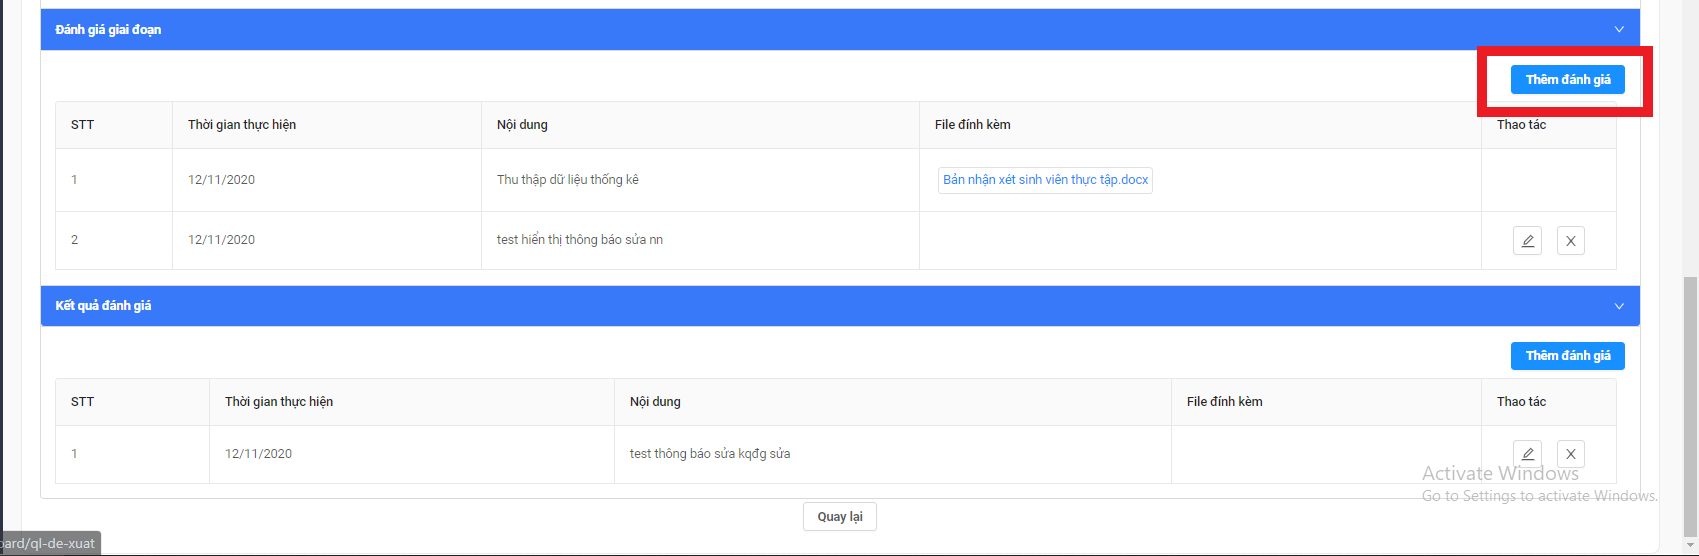 Đánh giá giai đoạn
Thêm đánh giá
STT Thời gian thực hiện Nội dung File đính kèm Thao tác
1 12/11/2020 Thu thập dữ liệu thống kê Bản nhận xét sinh viên thực tập.docx
2 12/11/2020 test hiển thị thông báo sửa nn
Kết quả đánh giá
Thêm đánh giá
STT Thời gian thực hiện Nội dung File đính kèm Thao tác
1 12/11/2020 test thông báo sửa kqđg sửa
Activate Windows
Go to Settings to activate Windows.
Quay lại
oard/ql-de-xuat